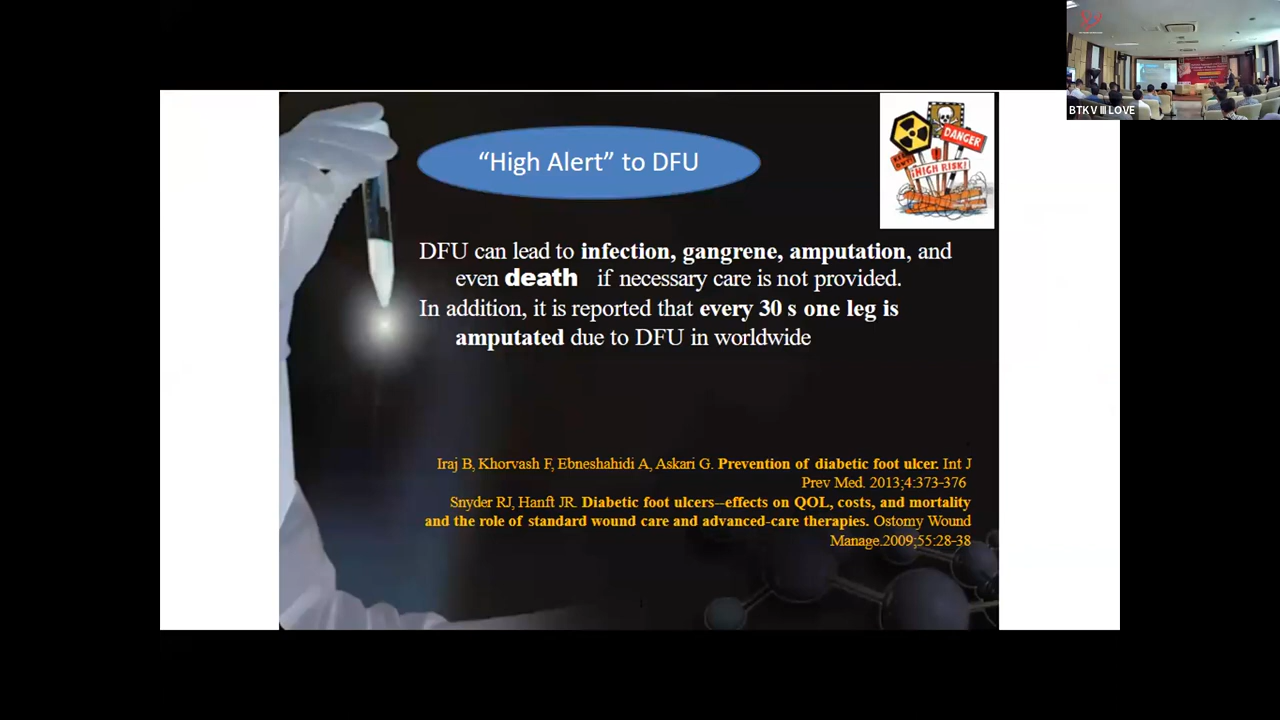 “High Alert” to DFU
DANGER
¡HIGH RISK!
DFU can lead to infection, gangrene, amputation, and
even death if necessary care is not provided.
In addition, it is reported that every 30 s one leg is
amputated due to DFU in worldwide
Iraj B, Khorvash F, Ebneshahidi A, Askari G. Prevention of diabetic foot ulcer. Int J
Prev Med. 2013;4:373-376
Snyder RJ, Hanft JR. Diabetic foot ulcers--effects on QOL, costs, and mortality
and the role of standard wound care and advanced-care therapies. Ostomy Wound
Manage.2009;55:28-38
BTKV III LOVE